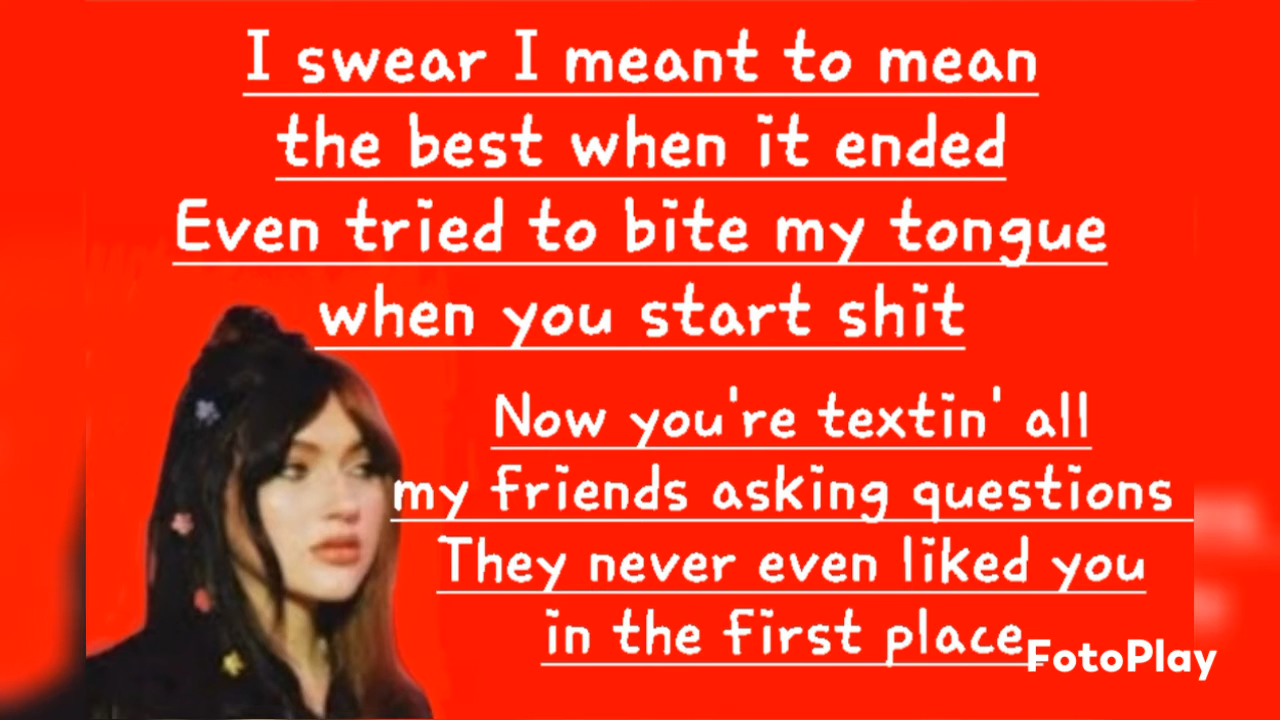 I swear I meant to mean
the best when it ended
Even tried to bite my tongue
when you start shit
Now you're textin' all
my friends asking questions
They never even liked you
in the first place
FotoPlay